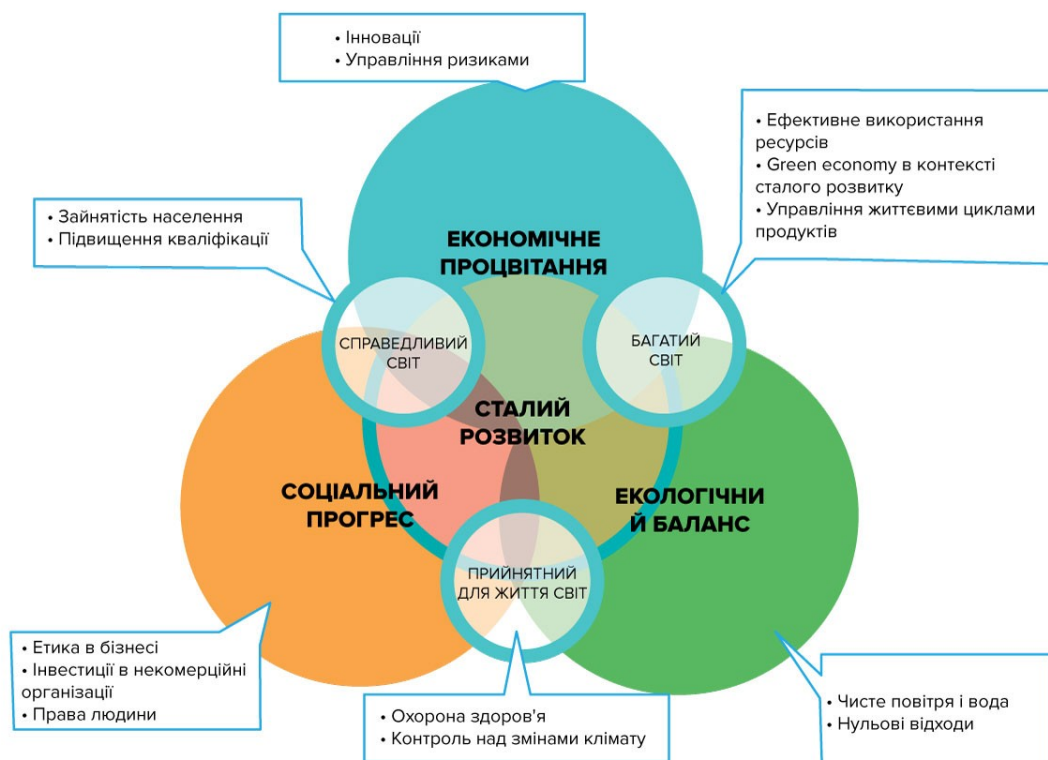 • Інновації
• Управління ризиками
• Ефективне використання
ресурсів
• Green economy в контексті
сталого розвитку
• Управління життєвими циклами
продуктів
• Зайнятість населення
• Підвищення кваліфікації
ЕКОНОМІЧНЕ
ПРОЦВІТАННЯ
СПРАВЕДЛИВИЙ
СВІТ
БАГАТИЙ
СВІТ
СТАЛИЙ
РОЗВИТОК
СОЦІАЛЬНИЙ
ПРОГРЕС
ЕКОЛОГІЧНИ
Й БАЛАНС
ПРИЙНЯТНИЙ
ДЛЯ ЖИТТЯ СВІТ
• Етика в бізнесі
• Інвестиції в некомерційні
організації
• Права людини
• Охорона здоров'я
• Контроль над змінами клімату
• Чисте повітря і вода
• Нульові відходи